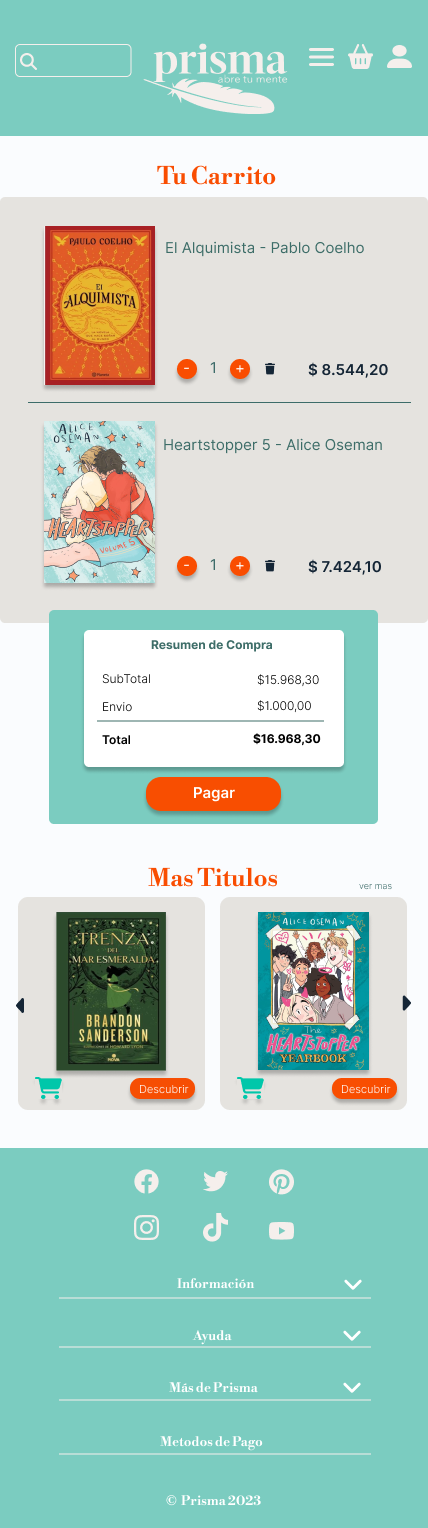 prisma
abre tu mente
Tu Carrito
PAULO COELHO
El
ALQUIMISTA
Planeta
El Alquimista - Pablo Coelho
- 1 + $ 8.544,20
ALICE
OSEMAN
HEARTSTOPPER
VOLUME 5
Heartstopper 5 - Alice Oseman
- 1 + $ 7.424,10
Resumen de Compra
SubTotal $15.968,30
Envio $1.000,00
Total $16.968,30
Pagar
Mas Titulos
ver mas
TRENZA
DEL
MAR ESMERALDA
BRANDON
SANDERSON
NOVA
Descubrir
ALICE OSEMAN
The
HEARTSTOPPER
YEARBOOK
Descubrir
Información
Ayuda
Más de Prisma
Metodos de Pago
© Prisma 2023